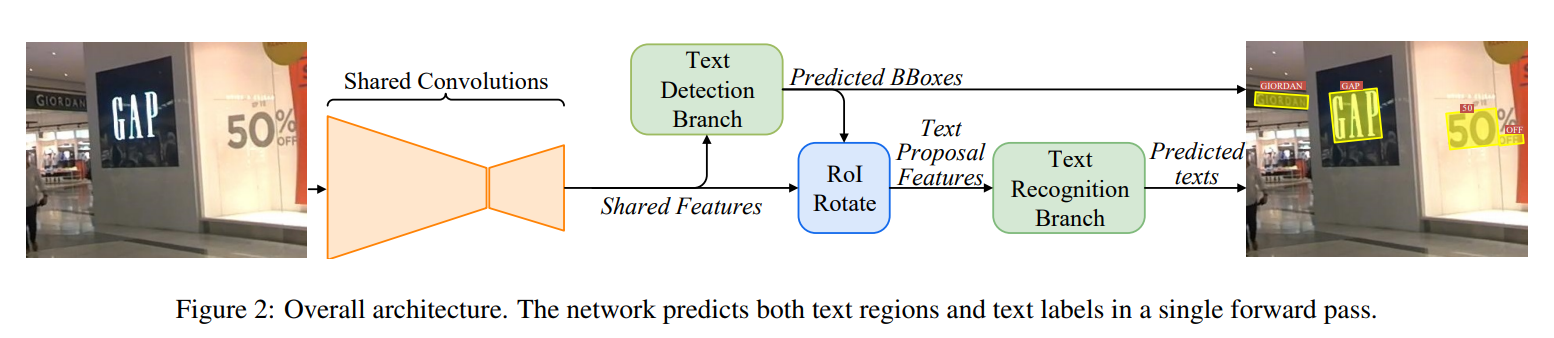 GIORDAN
GAP
50%
OFF
Shared Convolutions
Text
Detection
Branch
Predicted BBoxes
Shared Features
RoI
Rotate
Text
Proposal
Features
Text
Recognition
Branch
Predicted
texts
GIORDAN
GIORDAN
GAP
GAP
50
50%
OFF
OFF
Figure 2: Overall architecture. The network predicts both text regions and text labels in a single forward pass.